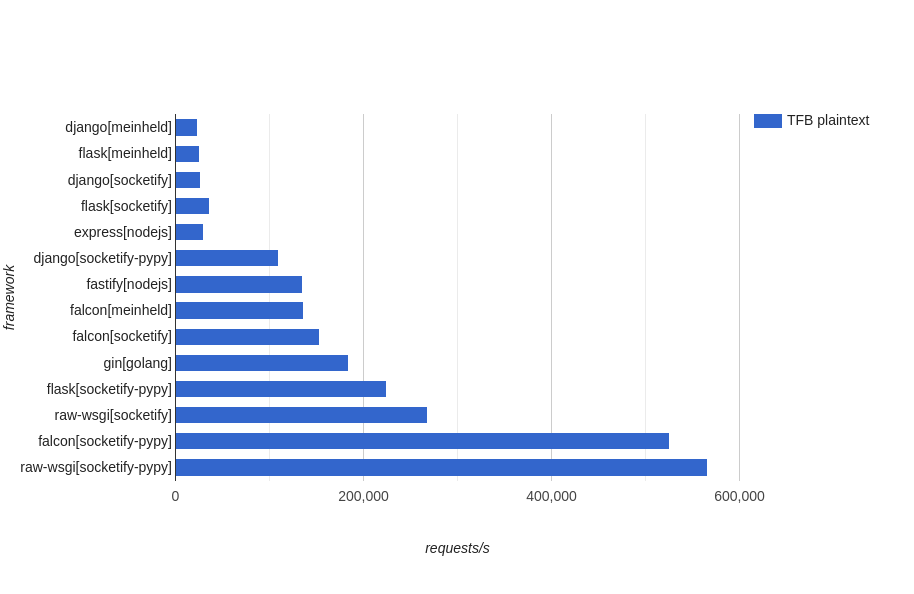 TFB plaintext
django[meinheld]
flask[meinheld]
django[socketify]
flask[socketify]
express[nodejs]
django[socketify-pypy]
fastify[nodejs]
falcon[meinheld]
falcon[socketify]
gin[golang]
flask[socketify-pypy]
raw-wsgi[socketify]
falcon[socketify-pypy]
raw-wsgi[socketify-pypy]
framework
0 200,000 400,000 600,000
requests/s